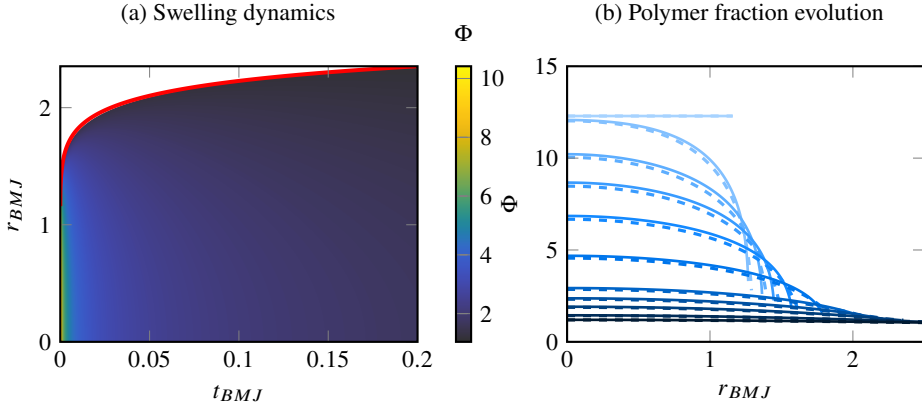 (a) Swelling dynamics
(b) Polymer fraction evolution
Φ
r_BMJ
2
1
0
0
0.05
0.1
0.15
0.2
t_BMJ
10
8
6
4
2
Φ
15
10
5
0
0
1
2
r_BMJ